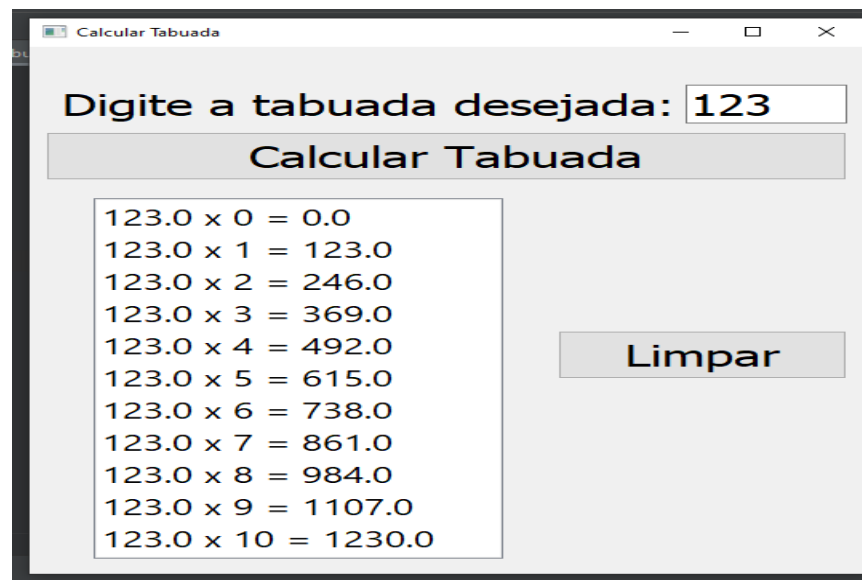 Calcular Tabuada
Digite a tabuada desejada: 123
Calcular Tabuada
123.0 x 0 = 0.0
123.0 x 1 = 123.0
123.0 x 2 = 246.0
123.0 x 3 = 369.0
123.0 x 4 = 492.0
123.0 x 5 = 615.0
123.0 x 6 = 738.0
123.0 x 7 = 861.0
123.0 x 8 = 984.0
123.0 x 9 = 1107.0
123.0 x 10 = 1230.0
Limpar